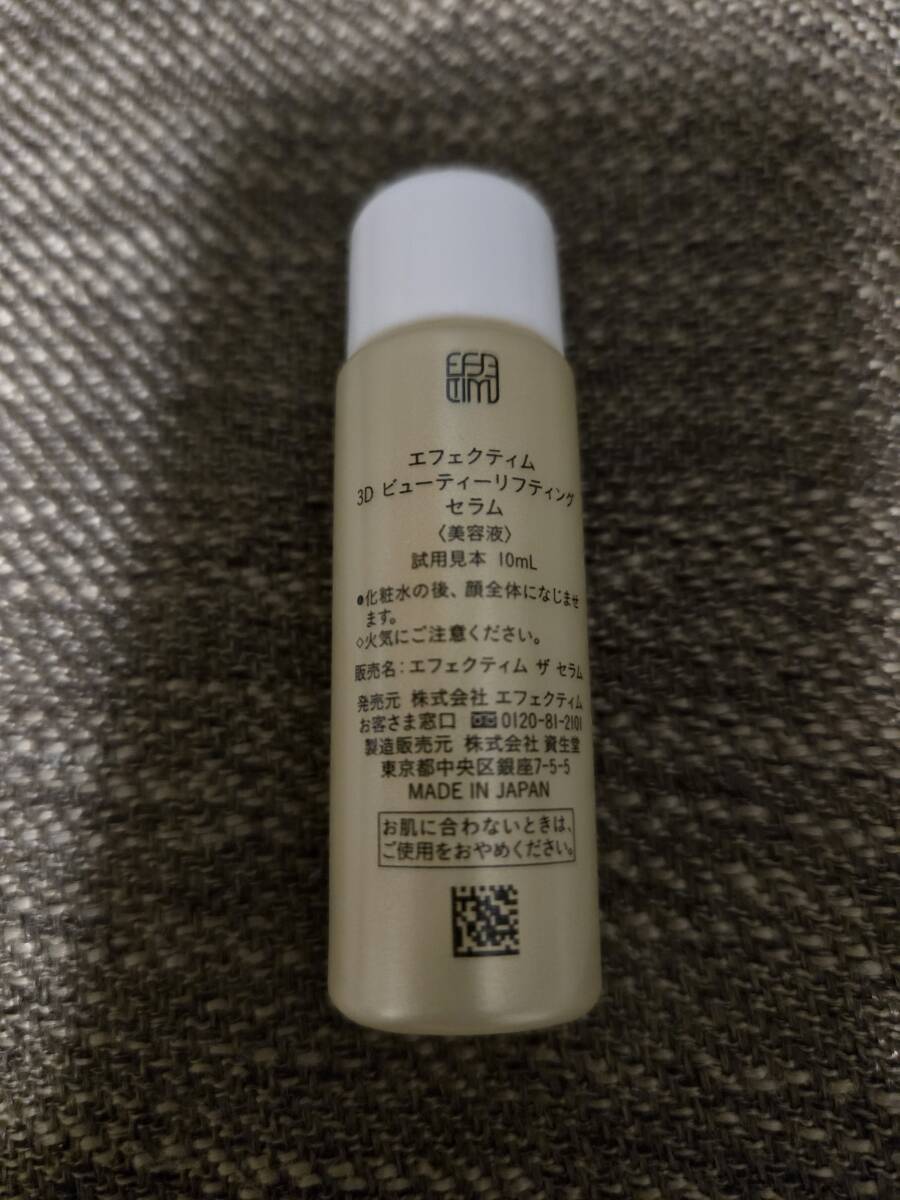 EFFE
CTIM
エフェクティム
3D ビューティーリフティング
セラム
〈美容液〉
試用見本 10mL
●化粧水の後、顔全体になじませ
ます。
◇火気にご注意ください。
販売名：エフェクティム ザ セラム
発売元 株式会社 エフェクティム
お客さま窓口 0120-81-2101
製造販売元 株式会社 資生堂
東京都中央区銀座7-5-5
MADE IN JAPAN
お肌に合わないときは、
ご使用をおやめください。